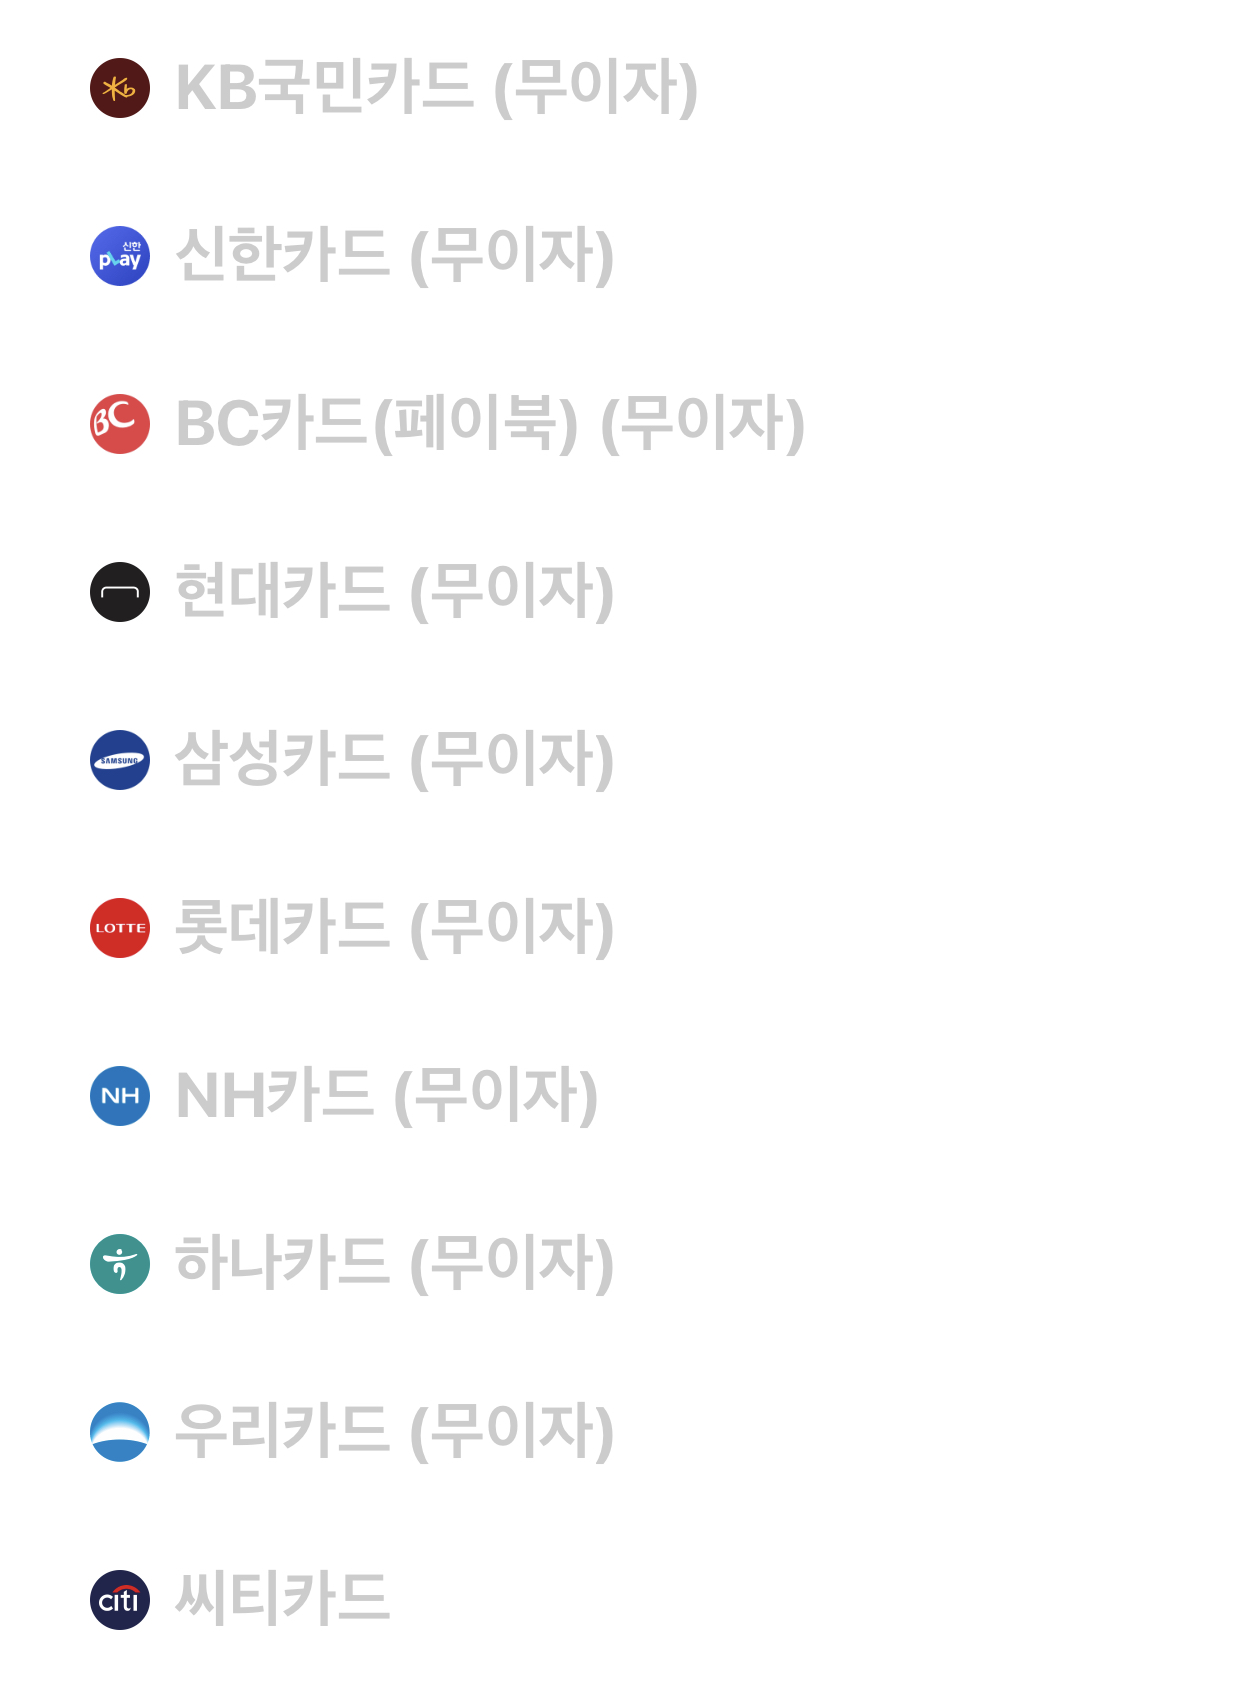 KB국민카드 (무이자)
신한
play
신한카드 (무이자)
BC
BC카드(페이북) (무이자)
현대카드 (무이자)
SAMSUNG
삼성카드 (무이자)
LOTTE
롯데카드 (무이자)
NH
NH카드 (무이자)
하나카드 (무이자)
우리카드 (무이자)
citi
씨티카드